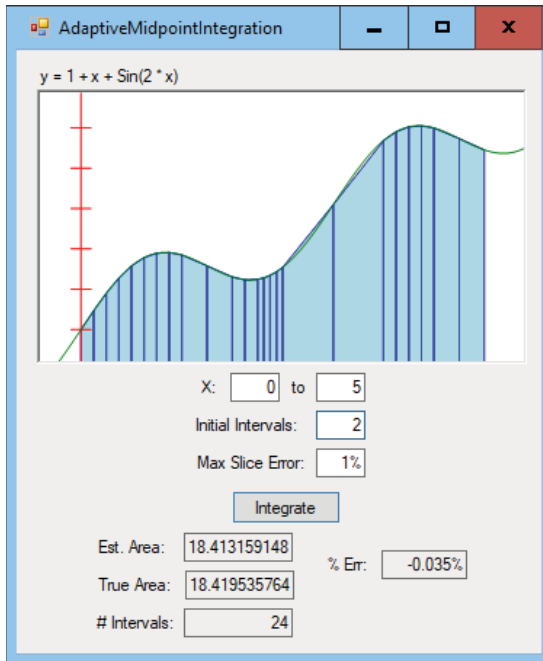 AdaptiveMidpointIntegration
y = 1 + x + Sin(2 * x)
X: 0 to 5
Initial Intervals: 2
Max Slice Error: 1%
Integrate
Est. Area: 18.413159148
% Err: -0.035%
True Area: 18.419535764
# Intervals: 24